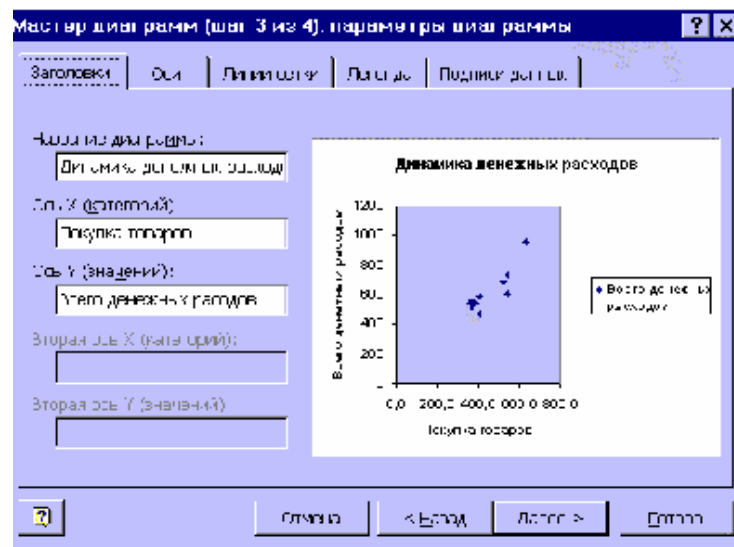 Мастер диаграмм (шаг 3 из 4): параметры диаграммы
Заголовки Оси Линии сетки Легенда Подписи данных
Название диаграммы:
Динамика денежных расходо
Ось X (категорий)
Покупка товаров
Ось Y (значений):
Всего денежных расходов
Вторая ось X (категорий):
Вторая ось Y (значений)
Динамика денежных расходов
Всего денежных расходов
1200
1000
800
600
400
200
0,0 200,0 400,0 600,0 800,0
Покупка товаров
Всего денежных
расходов
Отмена < Назад Далее > Готово